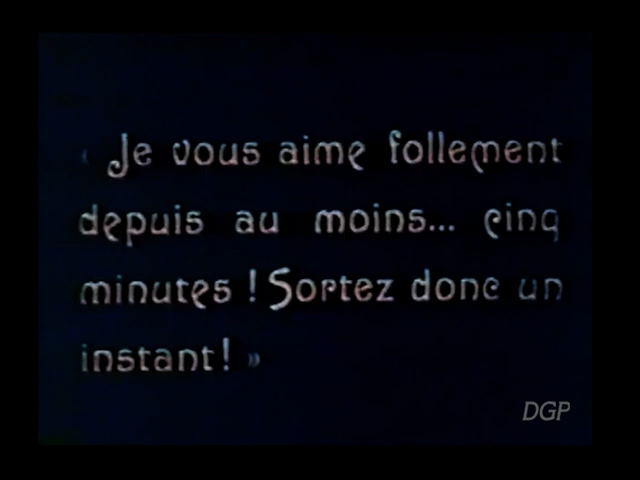 « Je vous aime follement
depuis au moins... cinq
minutes ! Sortez donc un
instant! »
DGP